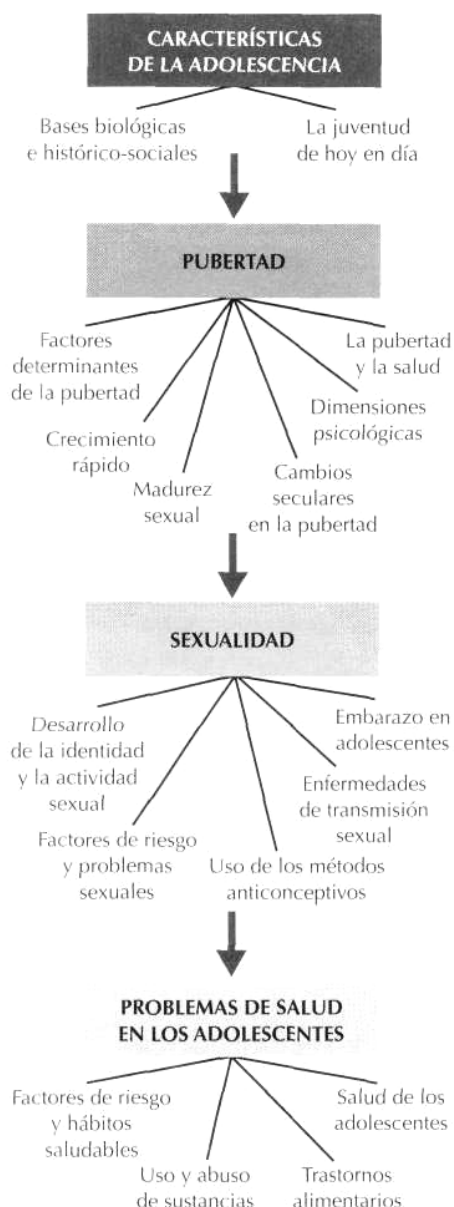 CARACTERÍSTICAS
DE LA ADOLESCENCIA
Bases biológicas
e histórico-sociales
La juventud
de hoy en día
PUBERTAD
Factores
determinantes
de la pubertad
Crecimiento
rápido
Madurez
sexual
Cambios
seculares
en la pubertad
Dimensiones
psicológicas
La pubertad
y la salud
SEXUALIDAD
Desarrollo
de la identidad
y la actividad
sexual
Factores de riesgo
y problemas
sexuales
Uso de los métodos
anticonceptivos
Enfermedades
de transmisión
sexual
Embarazo en
adolescentes
PROBLEMAS DE SALUD
EN LOS ADOLESCENTES
Factores de riesgo
y hábitos
saludables
Uso y abuso
de sustancias
Trastornos
alimentarios
Salud de los
adolescentes